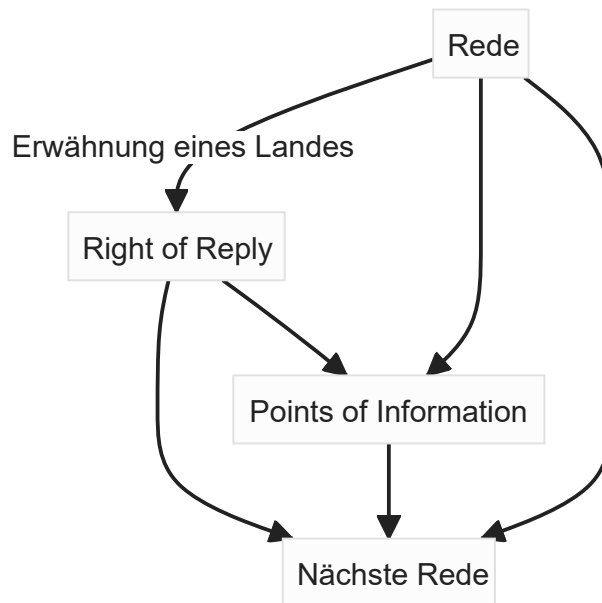 Rede
Erwähnung eines Landes
Right of Reply
Points of Information
Nächste Rede